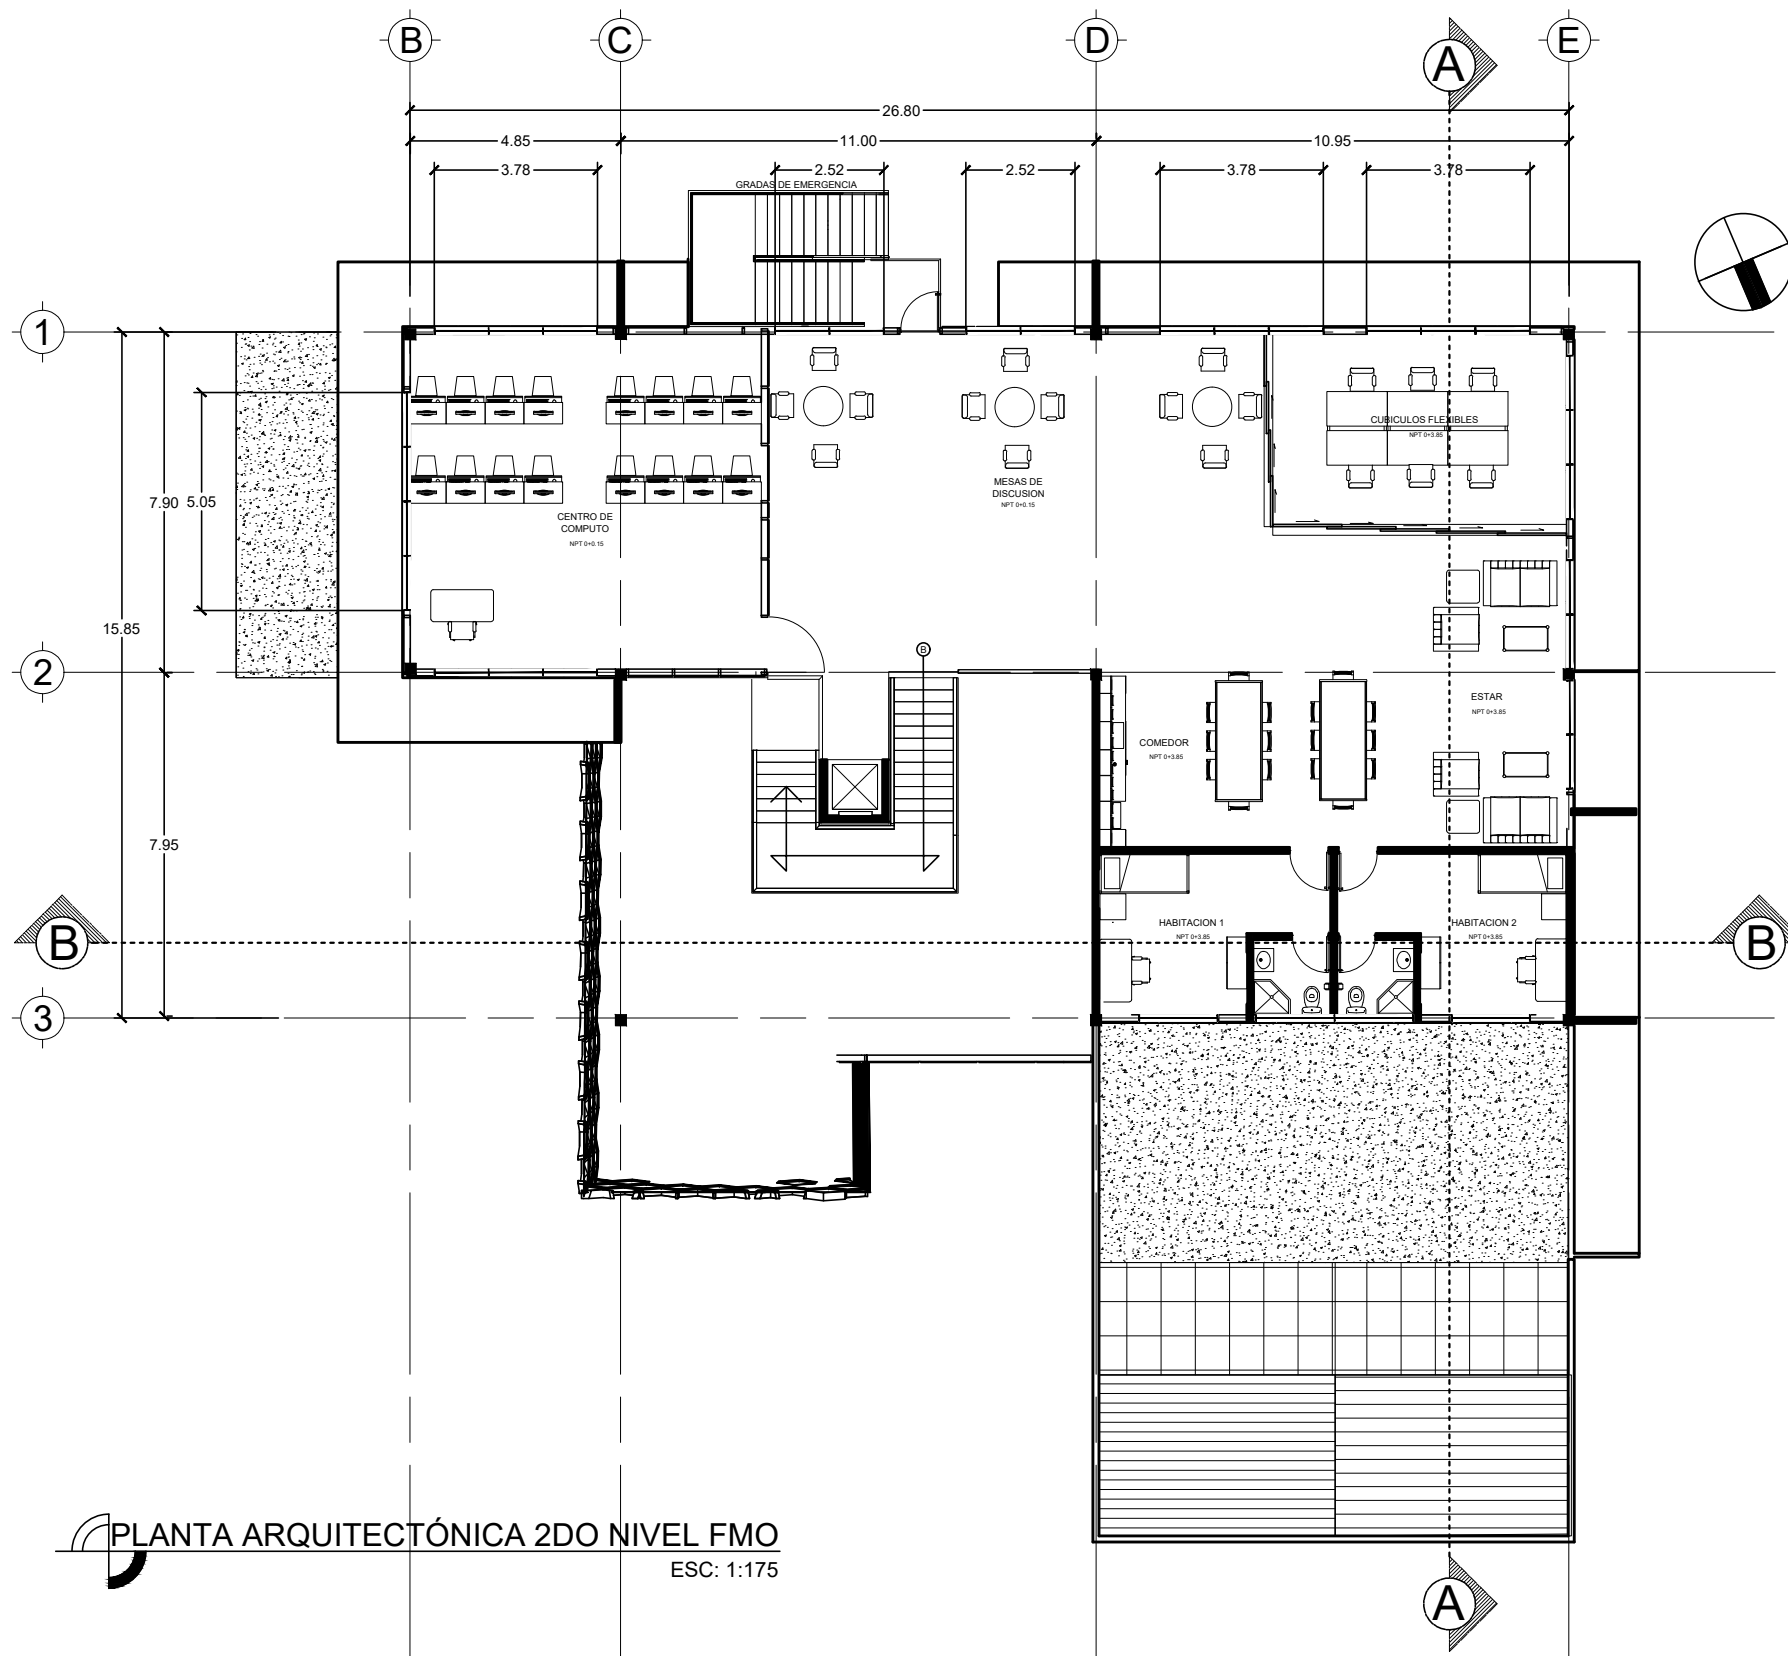 B
C
D
A
E
26.80
4.85
11.00
10.95
3.78
2.52
2.52
3.78
3.78
GRADAS DE EMERGENCIA
1
CUBICULOS FLEXIBLES
NPT 0+3.85
MESAS DE
DISCUSION
NPT 0+0.15
7.90
5.05
CENTRO DE
COMPUTO
NPT 0+0.15
15.85
2
B
ESTAR
NPT 0+3.85
COMEDOR
NPT 0+3.85
7.95
HABITACION 1
NPT 0+3.85
HABITACION 2
NPT 0+3.85
B
B
3
PLANTA ARQUITECTÓNICA 2DO NIVEL FMO
ESC: 1:175
A